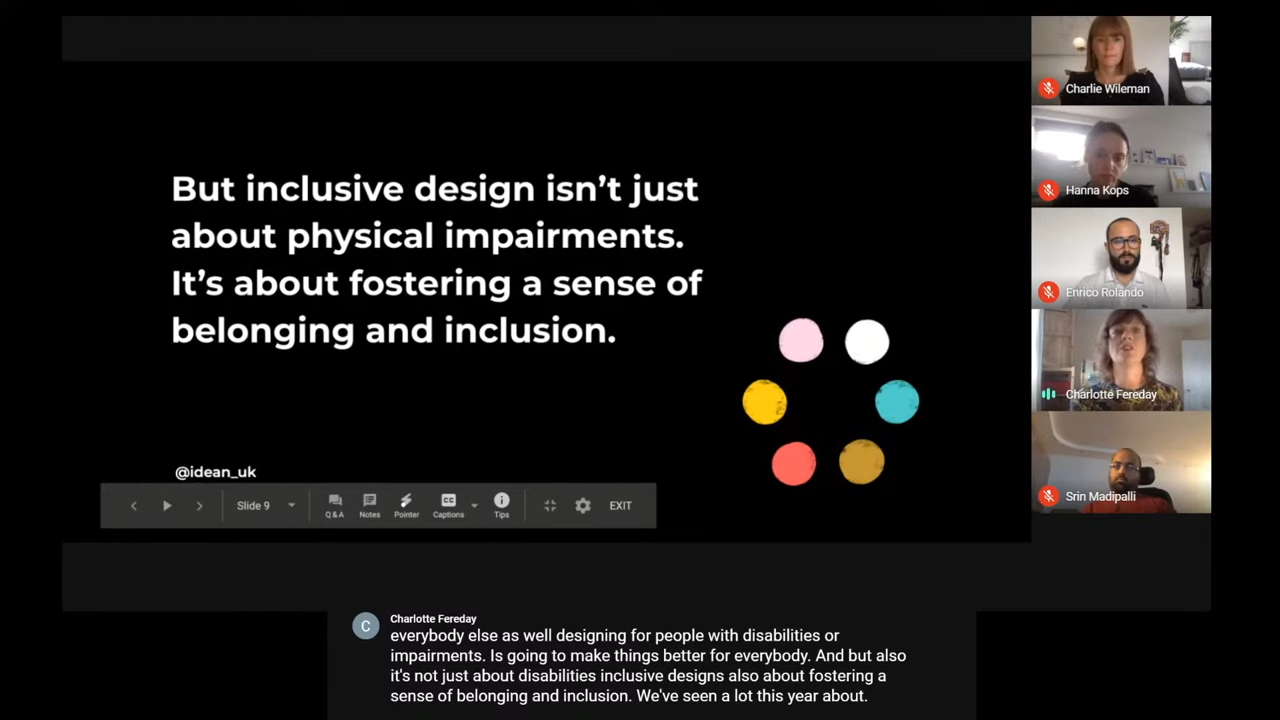 But inclusive design isn't just
about physical impairments.
It's about fostering a sense of
belonging and inclusion.
@idean_uk
Slide 9
Q & A
Notes
Pointer
CC
Captions
Tips
EXIT
Charlie Wileman
Hanna Kops
Enrico Rolando
Charlotte Fereday
Srin Madipalli
C
Charlotte Fereday
everybody else as well designing for people with disabilities or
impairments. Is going to make things better for everybody. And but also
it's not just about disabilities inclusive designs also about fostering a
sense of belonging and inclusion. We've seen a lot this year about.